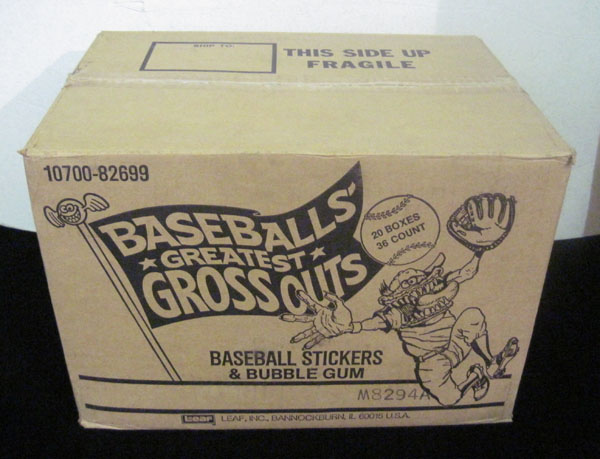 SHIP TO:
THIS SIDE UP
FRAGILE
10700-82699
BASEBALLS'
GREATEST
GROSS OUTS
20 BOXES
36 COUNT
BASEBALL STICKERS
& BUBBLE GUM
M8294A
Leaf LEAF, INC., BANNOCKBURN, IL 60015 U.S.A.